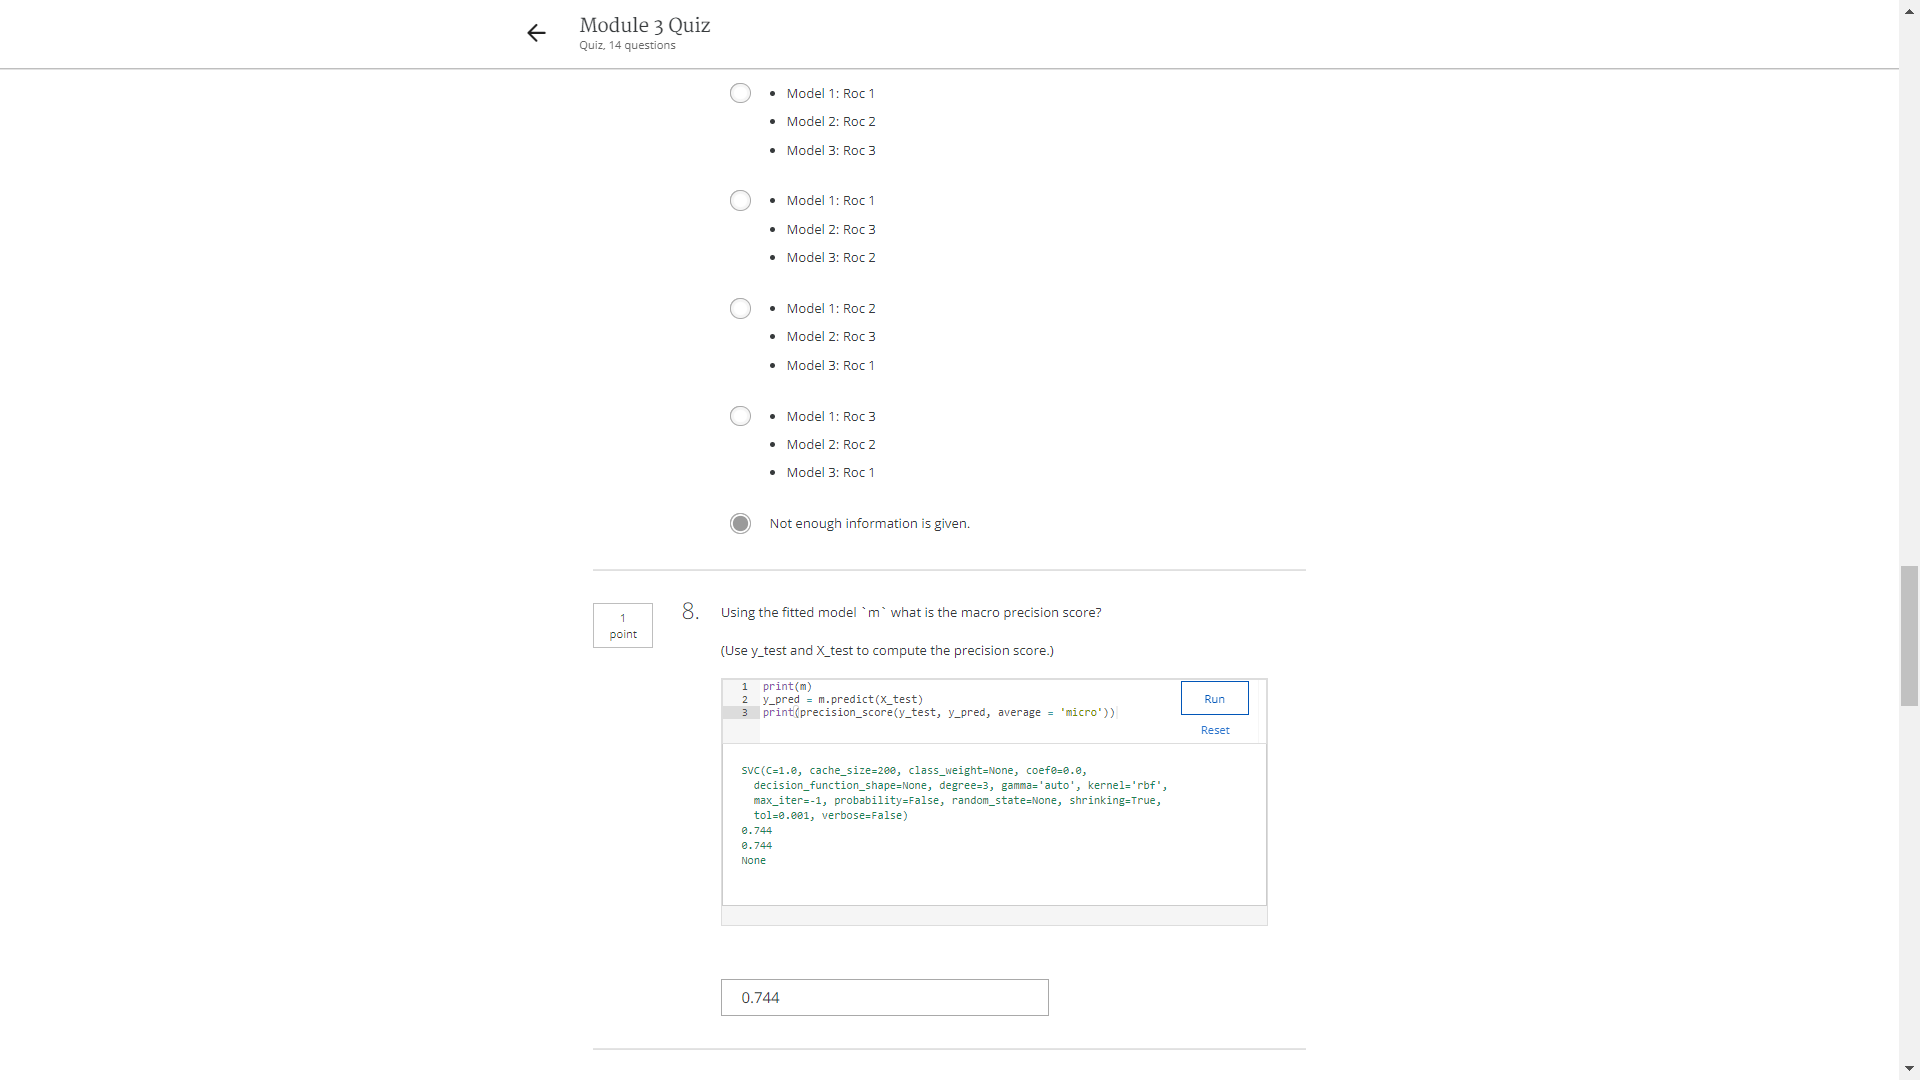 Module 3 Quiz
Quiz, 14 questions
Model 1: Roc 1
Model 2: Roc 2
Model 3: Roc 3
Model 1: Roc 1
Model 2: Roc 3
Model 3: Roc 2
Model 1: Roc 2
Model 2: Roc 3
Model 3: Roc 1
Model 1: Roc 3
Model 2: Roc 2
Model 3: Roc 1
Not enough information is given.
1
point
8.
Using the fitted model `m` what is the macro precision score?
(Use y_test and X_test to compute the precision score.)
1 print(m)
2 y_pred = m.predict(X_test)
3 print(precision_score(y_test, y_pred, average = 'micro'))
Run
Reset
SVC(C=1.0, cache_size=200, class_weight=None, coef0=0.0,
decision_function_shape=None, degree=3, gamma='auto', kernel='rbf',
max_iter=-1, probability=False, random_state=None, shrinking=True,
tol=0.001, verbose=False)
0.744
0.744
None
0.744